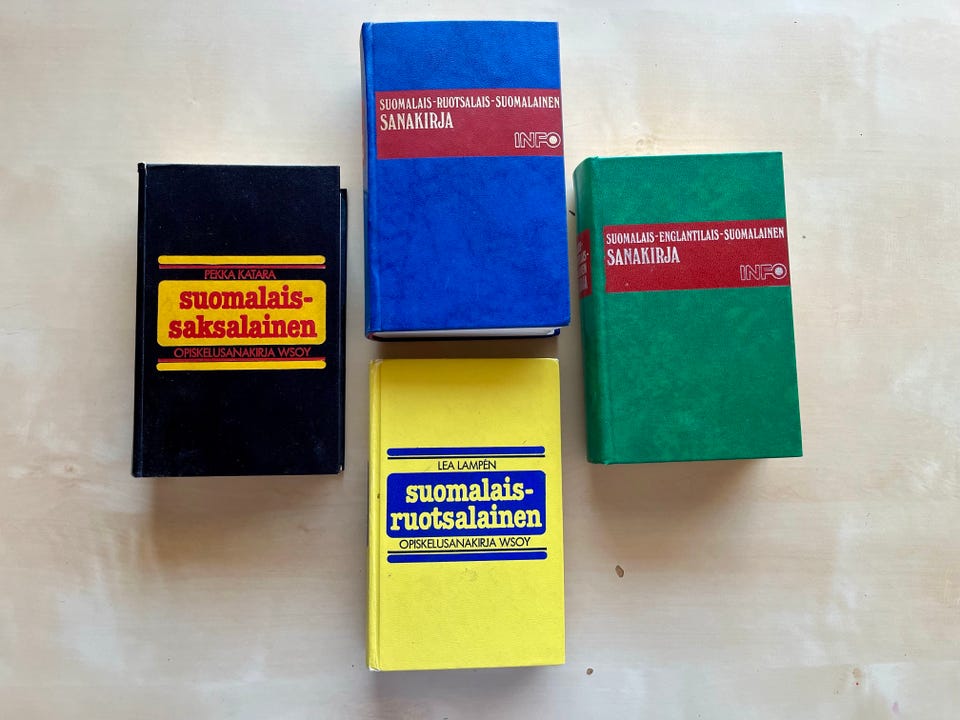 SUOMALAIS-RUOTSALAIS-SUOMALAINEN
SANAKIRJA
INFO
PEKKA KATARA
suomalais-
saksalainen
OPISKELUSANAKIRJA WSOY
SUOMALAIS-ENGLANTILAIS-SUOMALAINEN
SANAKIRJA
INFO
LEA LAMPÉN
suomalais-
ruotsalainen
OPISKELUSANAKIRJA WSOY